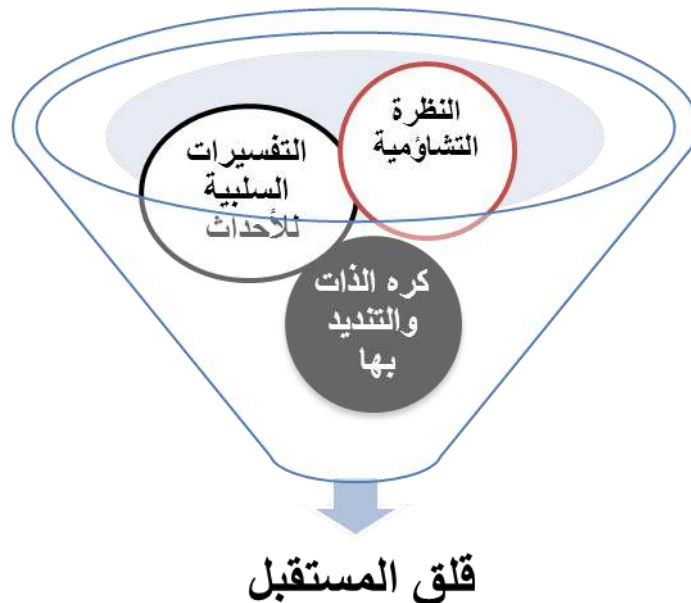 النظرة
التشاؤمية
التفسيرات
السلبية
للأحداث
كره الذات
والتنديد
بها
قلق المستقبل